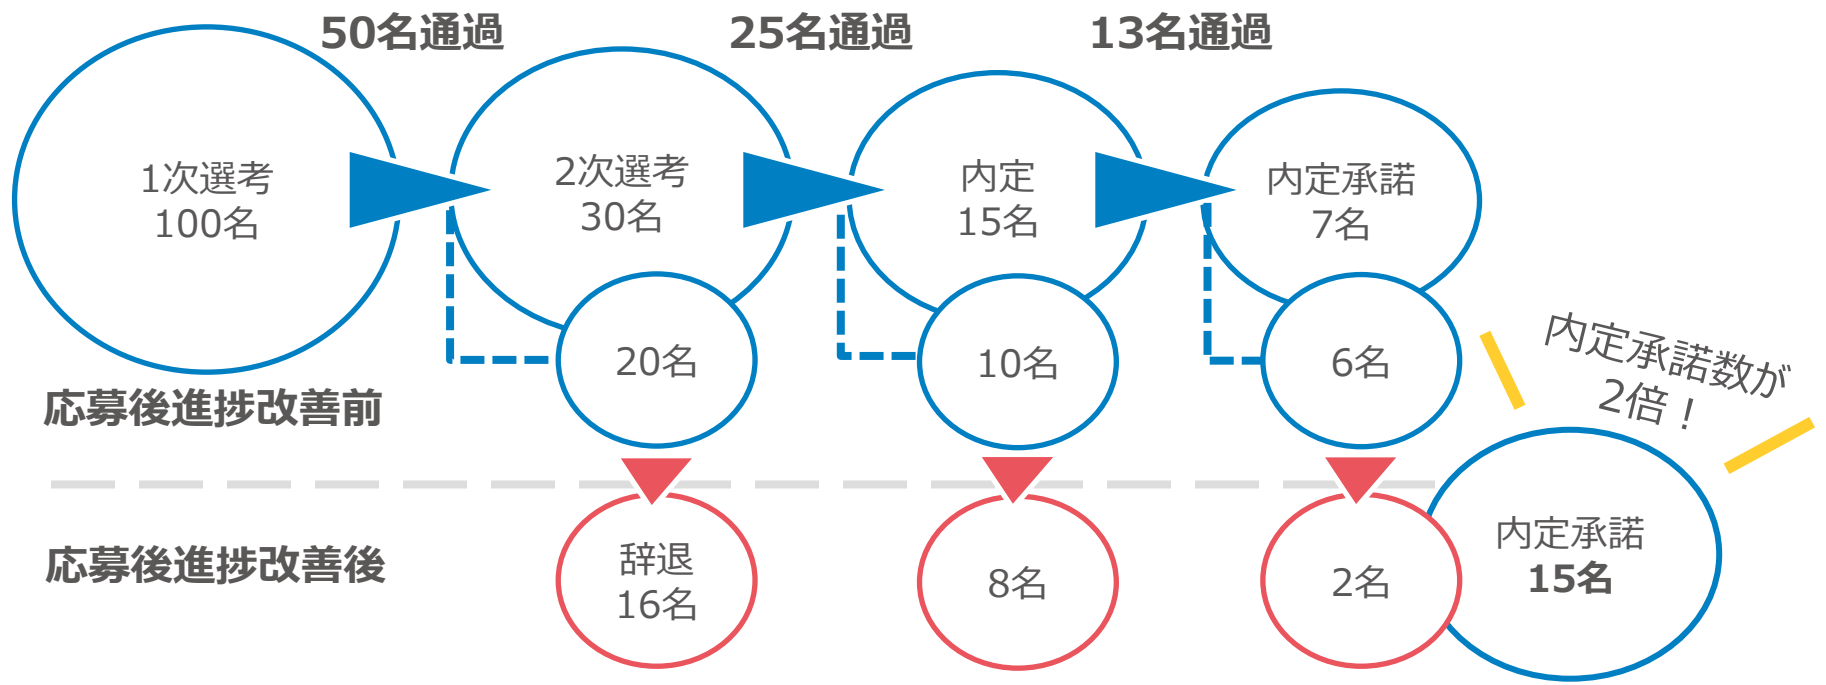 50名通過
25名通過
13名通過
1次選考
100名
2次選考
30名
内定
15名
内定承諾
7名
20名
10名
6名
応募後進捗改善前
内定承諾数が
2倍！
応募後進捗改善後
辞退
16名
8名
2名
内定承諾
15名